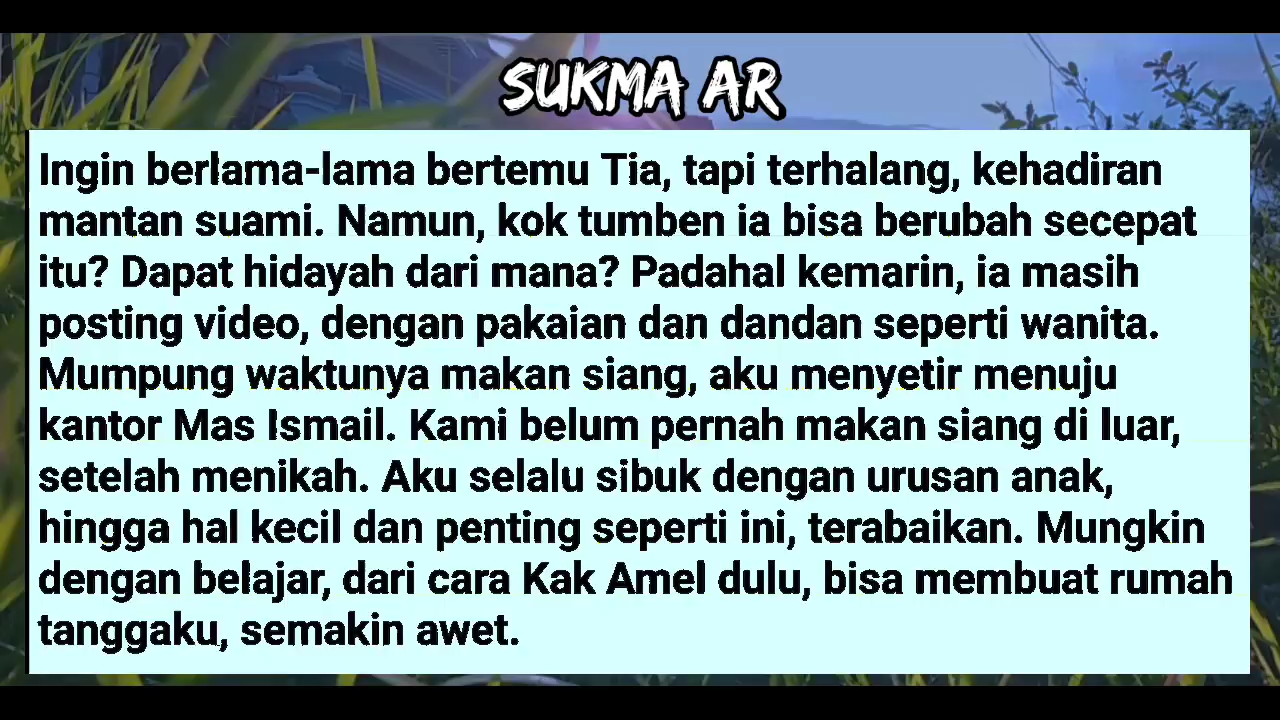 SUKMA AR
Ingin berlama-lama bertemu Tia, tapi terhalang, kehadiran
mantan suami. Namun, kok tumben ia bisa berubah secepat
itu? Dapat hidayah dari mana? Padahal kemarin, ia masih
posting video, dengan pakaian dan dandan seperti wanita.
Mumpung waktunya makan siang, aku menyetir menuju
kantor Mas Ismail. Kami belum pernah makan siang di luar,
setelah menikah. Aku selalu sibuk dengan urusan anak,
hingga hal kecil dan penting seperti ini, terabaikan. Mungkin
dengan belajar, dari cara Kak Amel dulu, bisa membuat rumah
tanggaku, semakin awet.